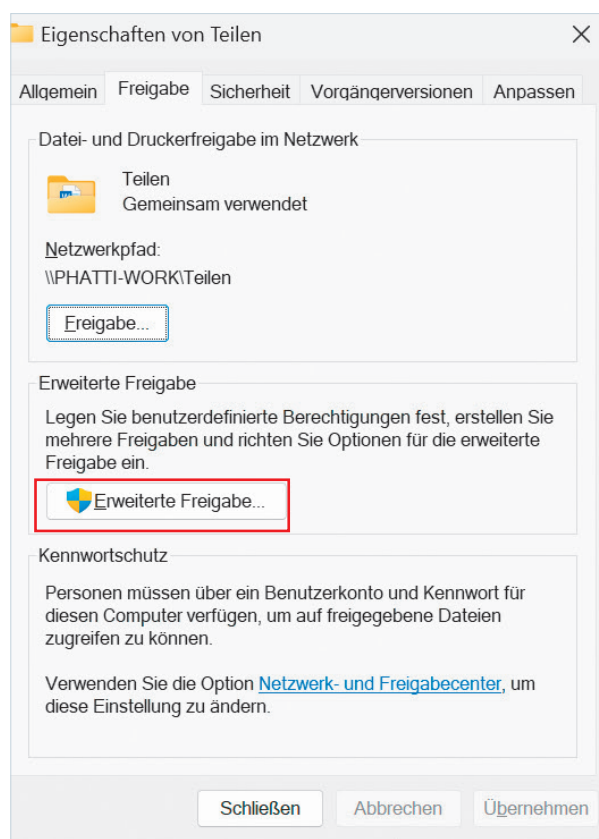 Eigenschaften von Teilen
Allgemein Freigabe Sicherheit Vorgängerversionen Anpassen
Datei- und Druckerfreigabe im Netzwerk
Teilen
Gemeinsam verwendet
Netzwerkpfad:
\\PHATTI-WORK\Teilen
Freigabe...
Erweiterte Freigabe
Legen Sie benutzerdefinierte Berechtigungen fest, erstellen Sie
mehrere Freigaben und richten Sie Optionen für die erweiterte
Freigabe ein.
Erweiterte Freigabe...
Kennwortschutz
Personen müssen über ein Benutzerkonto und Kennwort für
diesen Computer verfügen, um auf freigegebene Dateien
zugreifen zu können.
Verwenden Sie die Option Netzwerk- und Freigabecenter, um
diese Einstellung zu ändern.
Schließen Abbrechen Übernehmen